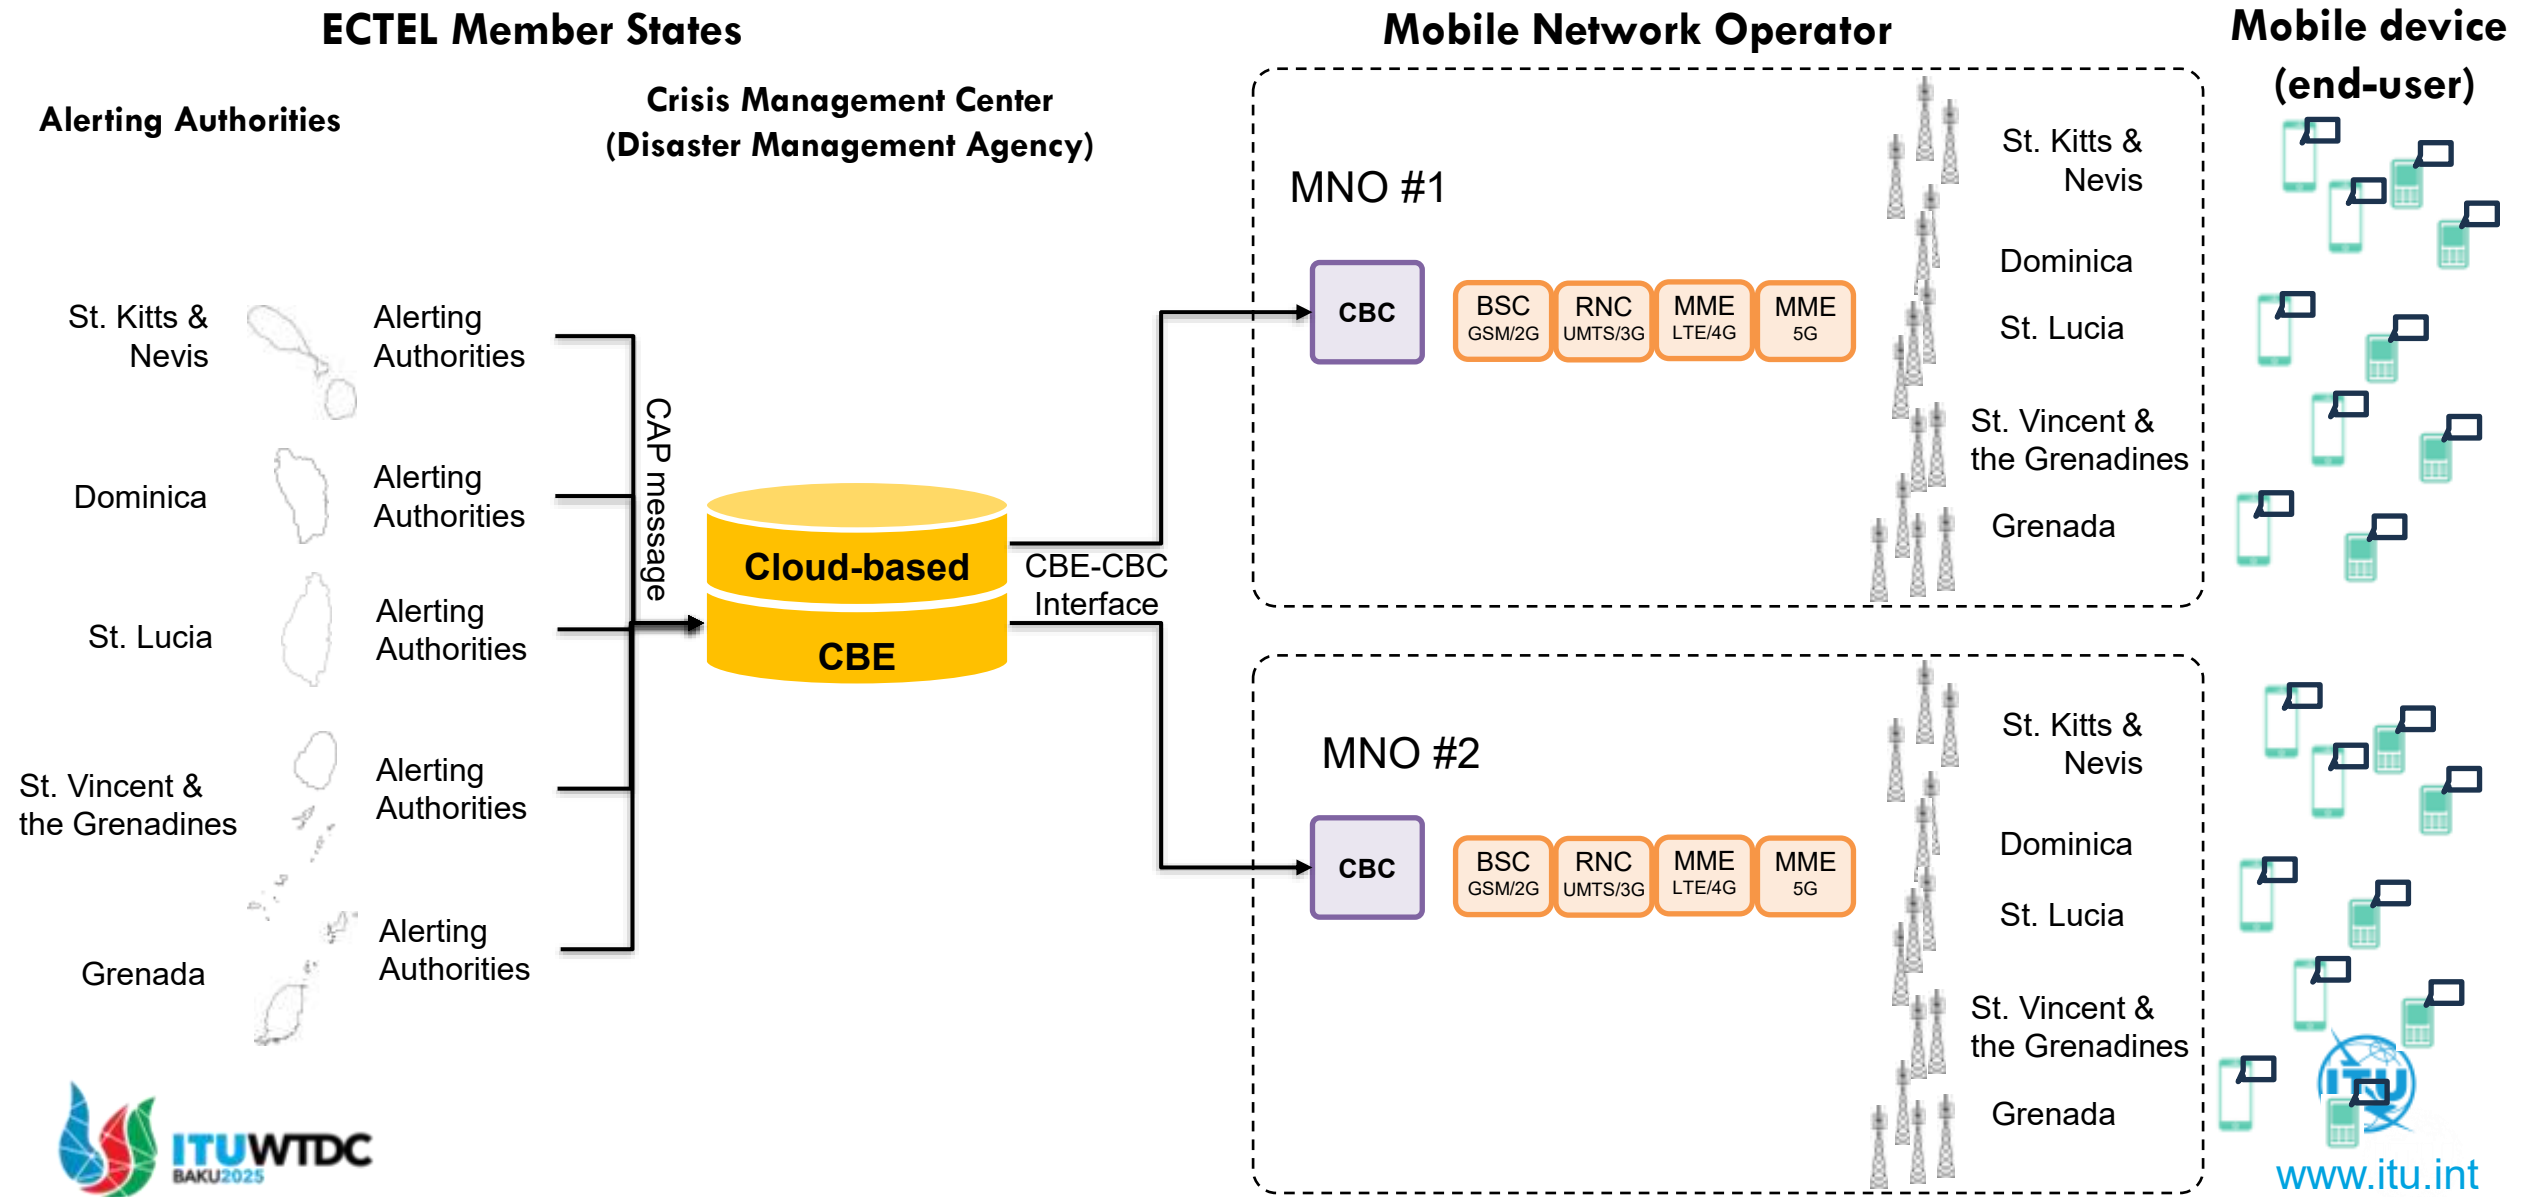 ECTEL Member States
Mobile Network Operator
Mobile device
(end-user)
Alerting Authorities
Crisis Management Center
(Disaster Management Agency)
St. Kitts &
Nevis
Alerting
Authorities
Dominica
Alerting
Authorities
St. Lucia
Alerting
Authorities
St. Vincent &
the Grenadines
Alerting
Authorities
Grenada
Alerting
Authorities
CAP message
Cloud-based
CBE
CBE-CBC
Interface
MNO #1
CBC
BSC
GSM/2G
RNC
UMTS/3G
MME
LTE/4G
MME
5G
St. Kitts &
Nevis
Dominica
St. Lucia
St. Vincent &
the Grenadines
Grenada
MNO #2
CBC
BSC
GSM/2G
RNC
UMTS/3G
MME
LTE/4G
MME
5G
St. Kitts &
Nevis
Dominica
St. Lucia
St. Vincent &
the Grenadines
Grenada
ITUWTDC
BAKU2025
ITU
www.itu.int